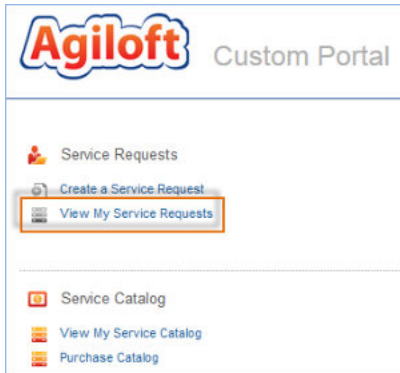 Agiloft Custom Portal
Service Requests
Create a Service Request
View My Service Requests
Service Catalog
View My Service Catalog
Purchase Catalog